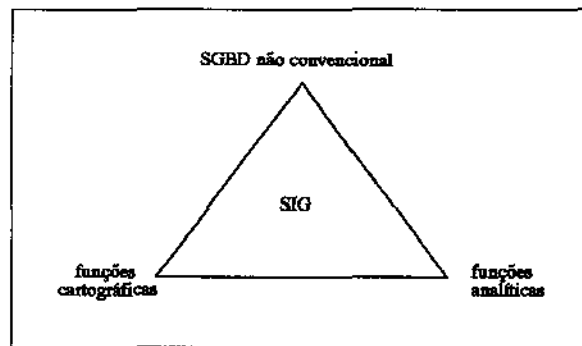 SGBD não convencional
SIG
funções
cartográficas
funções
analíticas